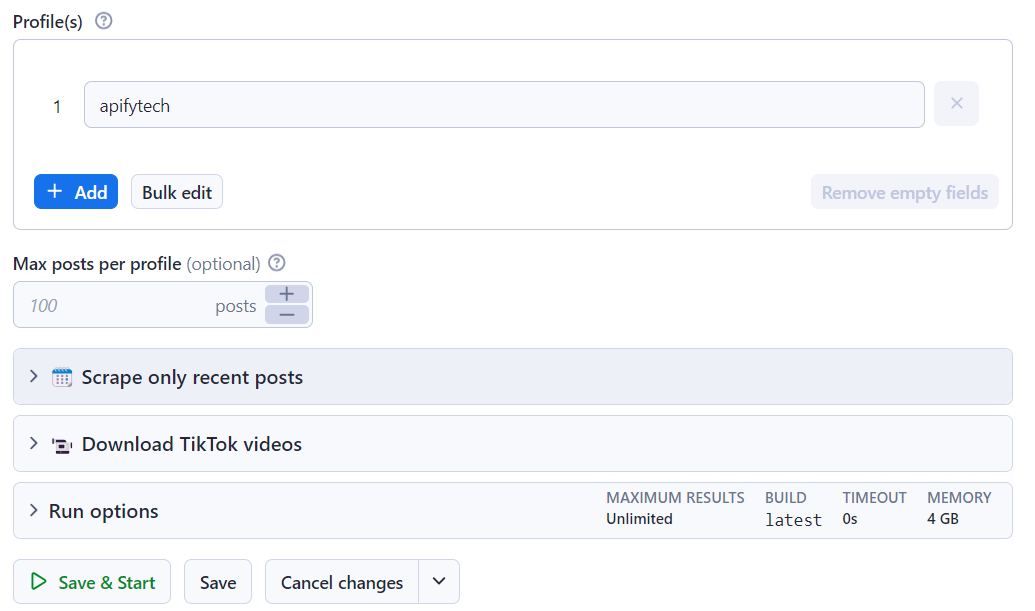 Profile(s) ?
1 apifytech ×
+ Add Bulk edit Remove empty fields
Max posts per profile (optional) ?
100 posts + −
Scrape only recent posts
Download TikTok videos
Run options MAXIMUM RESULTS BUILD TIMEOUT MEMORY
Unlimited latest 0s 4 GB
Save & Start Save Cancel changes